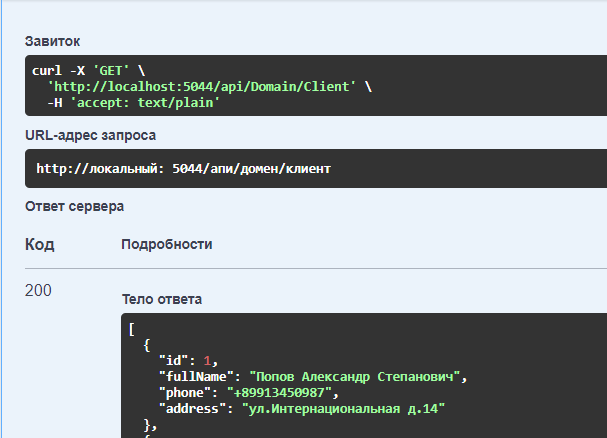 Завиток
curl -X 'GET' \
'http://localhost:5044/api/Domain/Client' \
-H 'accept: text/plain'
URL-адрес запроса
http://локальный: 5044/апи/домен/клиент
Ответ сервера
Код Подробности
200
Тело ответа
[
{
"id": 1,
"fullName": "Попов Александр Степанович",
"phone": "+89913450987",
"address": "ул.Интернациональная д.14"
},